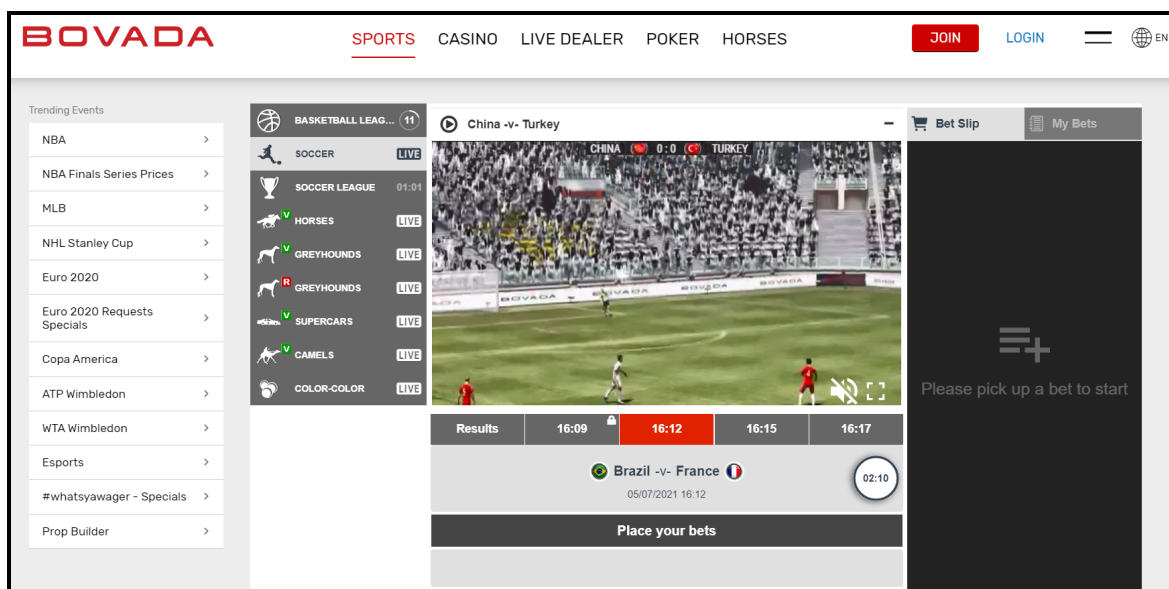 BOVADA
SPORTS CASINO LIVE DEALER POKER HORSES
JOIN LOGIN EN
Trending Events
NBA
NBA Finals Series Prices
MLB
NHL Stanley Cup
Euro 2020
Euro 2020 Requests
Specials
Copa America
ATP Wimbledon
WTA Wimbledon
Esports
#whatsyawager - Specials
Prop Builder
BASKETBALL LEAG... 11
SOCCER LIVE
SOCCER LEAGUE 01:01
V HORSES LIVE
V GREYHOUNDS LIVE
R GREYHOUNDS LIVE
V SUPERCARS LIVE
V CAMELS LIVE
COLOR-COLOR LIVE
China -v- Turkey
CHINA 0:0 TURKEY
BOVADA BOVADA BOVADA
Results 16:09 16:12 16:15 16:17
Brazil -v- France
05/07/2021 16:12
02:10
Place your bets
Bet Slip My Bets
Please pick up a bet to start